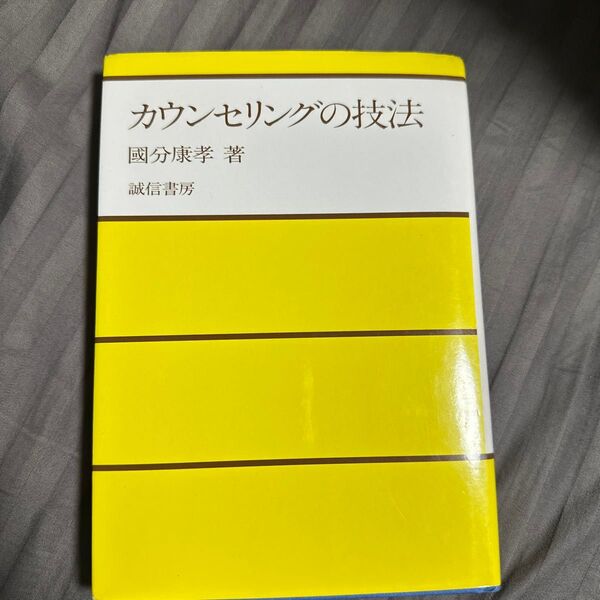 カウンセリングの技法
國分康孝 著
誠信書房